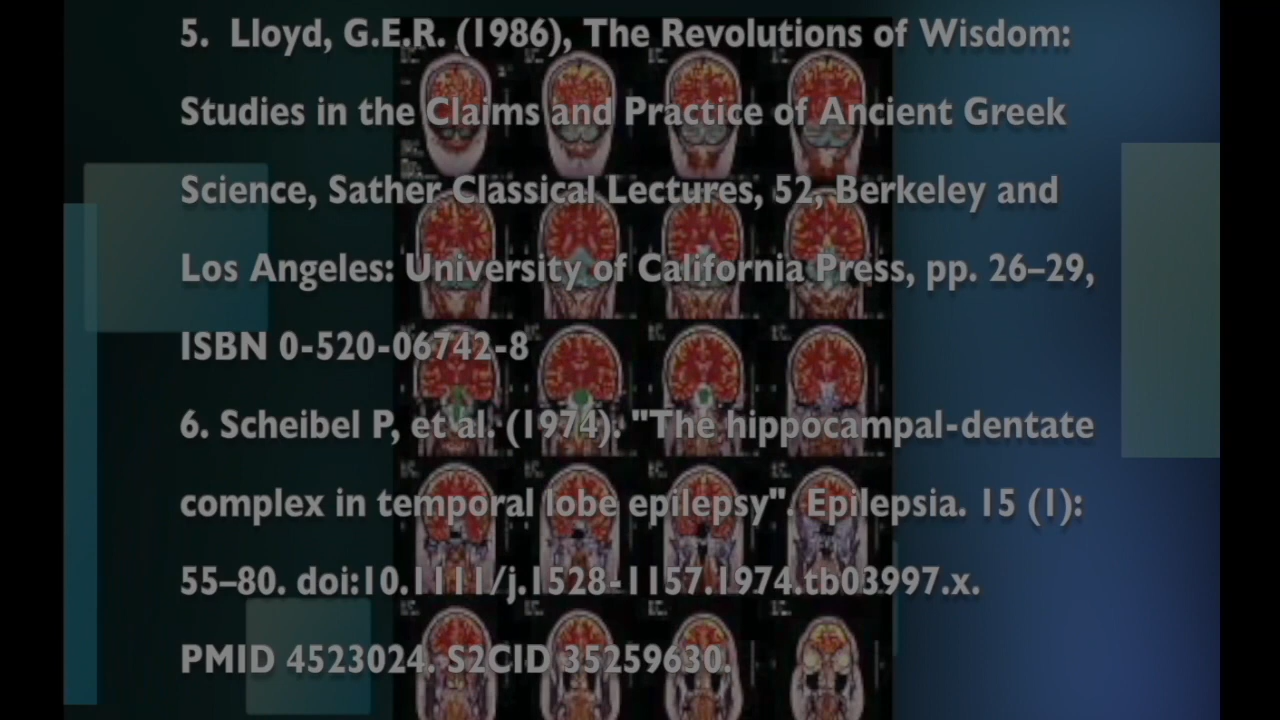 5. Lloyd, G.E.R. (1986), The Revolutions of Wisdom:
Studies in the Claims and Practice of Ancient Greek
Science, Sather Classical Lectures, 52, Berkeley and
Los Angeles: University of California Press, pp. 26–29,
ISBN 0-520-06742-8
6. Scheibel P, et al. (1974). "The hippocampal-dentate
complex in temporal lobe epilepsy". Epilepsia. 15 (1):
55–80. doi:10.1111/j.1528-1157.1974.tb03997.x.
PMID 4523024. S2CID 35259630.